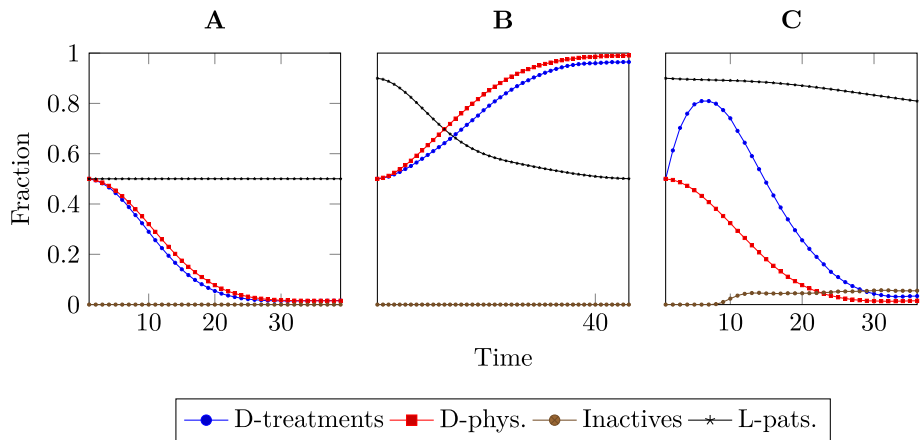 A B C
1
0.8
0.6
0.4
0.2
0
Fraction
10 20 30 40 10 20 30
Time
D-treatments D-phys. Inactives L-pats.